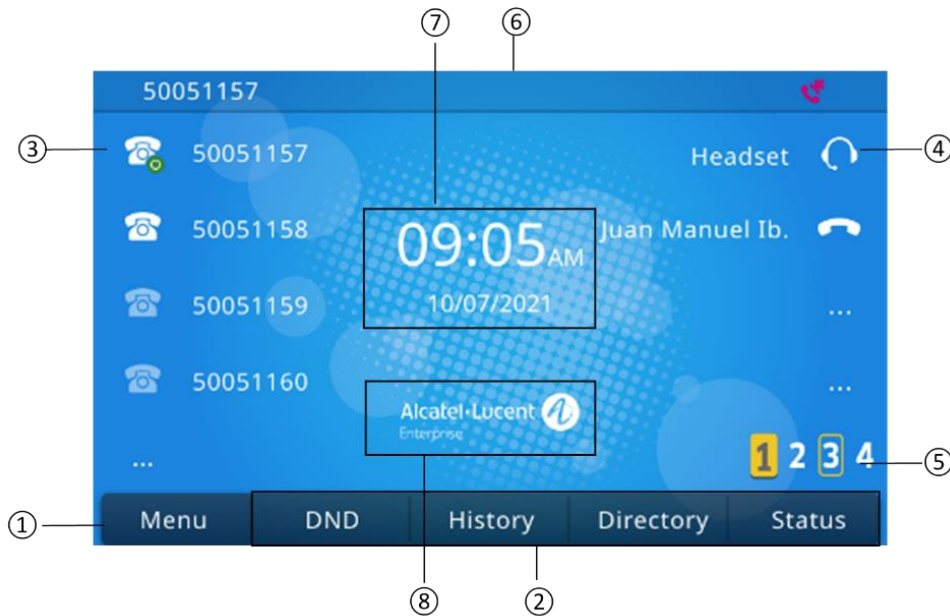 ⑦ ⑥
50051157
③ 50051157 Headset ④
50051158 Juan Manuel Ib.
09:05AM
50051159 ...
10/07/2021
50051160 ...
Alcatel·Lucent
Enterprise
... 1 2 3 4 ⑤
① Menu DND History Directory Status
⑧ ②